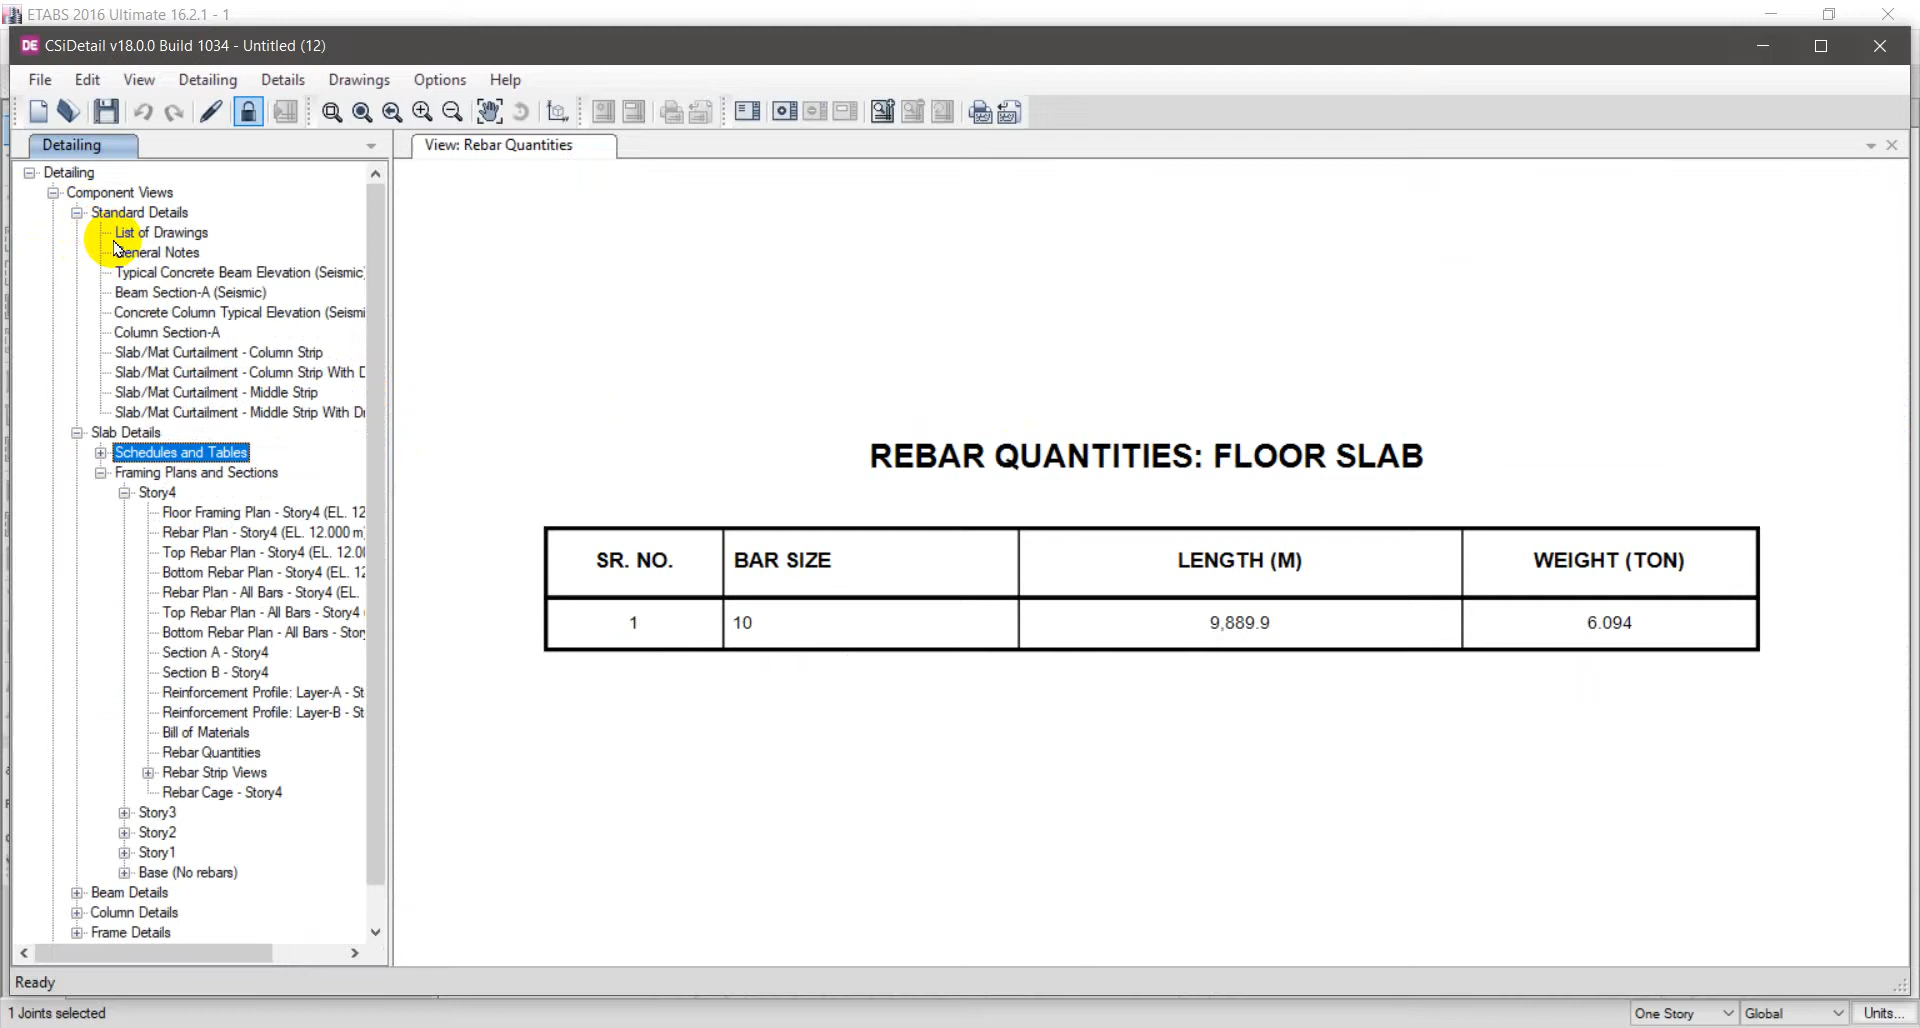 ETABS 2016 Ultimate 16.2.1 - 1
DE CSiDetail v18.0.0 Build 1034 - Untitled (12)
File Edit View Detailing Details Drawings Options Help
Detailing
View: Rebar Quantities
Detailing
Component Views
Standard Details
List of Drawings
General Notes
Typical Concrete Beam Elevation (Seismic
Beam Section-A (Seismic)
Concrete Column Typical Elevation (Seismi
Column Section-A
Slab/Mat Curtailment - Column Strip
Slab/Mat Curtailment - Column Strip With D
Slab/Mat Curtailment - Middle Strip
Slab/Mat Curtailment - Middle Strip With Dr
Slab Details
Schedules and Tables
Framing Plans and Sections
Story4
Floor Framing Plan - Story4 (EL. 12
Rebar Plan - Story4 (EL. 12.000 m
Top Rebar Plan - Story4 (EL. 12.00
Bottom Rebar Plan - Story4 (EL. 12
Rebar Plan - All Bars - Story4 (EL.
Top Rebar Plan - All Bars - Story4
Bottom Rebar Plan - All Bars - Story
Section A - Story4
Section B - Story4
Reinforcement Profile: Layer-A - St
Reinforcement Profile: Layer-B - St
Bill of Materials
Rebar Quantities
Rebar Strip Views
Rebar Cage - Story4
Story3
Story2
Story1
Base (No rebars)
Beam Details
Column Details
Frame Details
REBAR QUANTITIES: FLOOR SLAB
SR. NO. BAR SIZE LENGTH (M) WEIGHT (TON)
1 10 9,889.9 6.094
Ready
1 Joints selected
One Story Global Units...